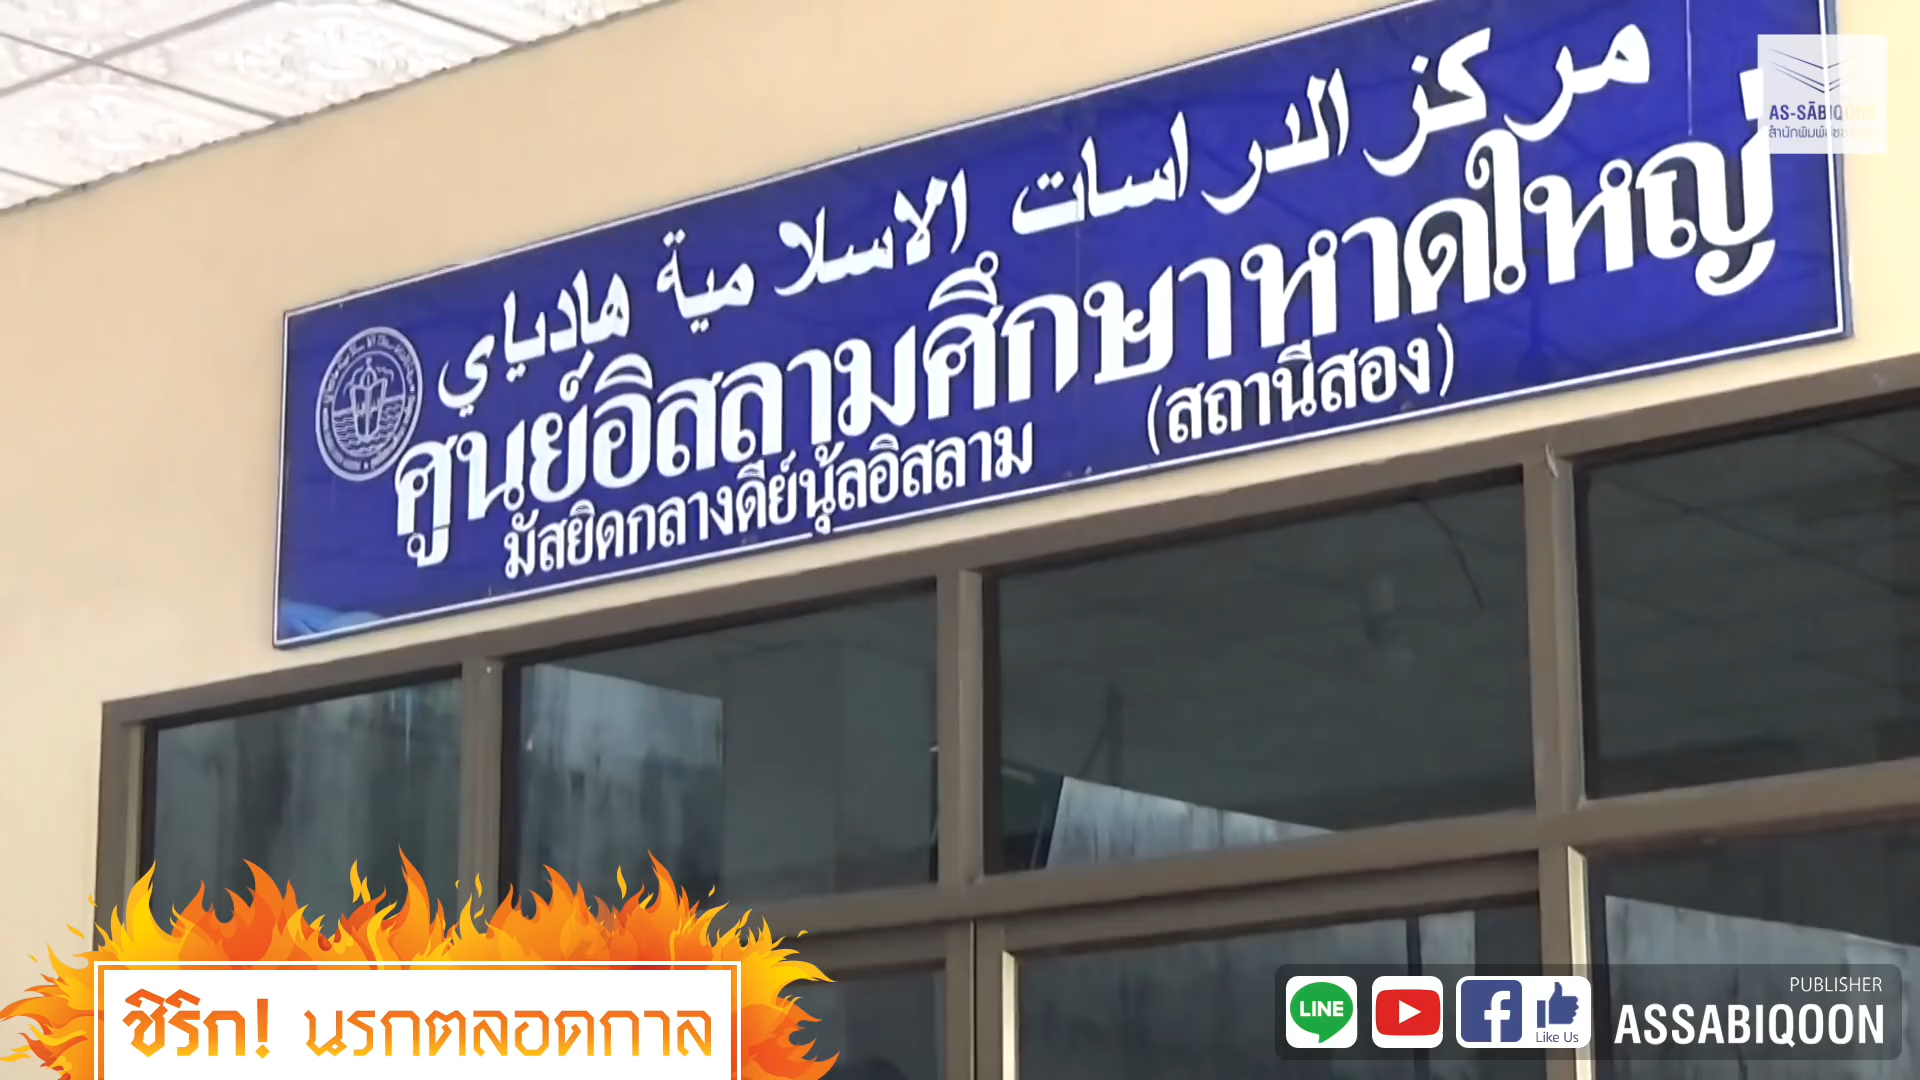 مركز الدراسات الاسلامية هادياي
ศูนย์อิสลามศึกษาหาดใหญ่
มัสยิดกลางดีย์นุ้ลอิสลาม (สถานีสอง)
AS-SĀBIQOON
ชิริก! นรกตลอดกาล
LINE
Like Us
PUBLISHER
ASSABIQOON